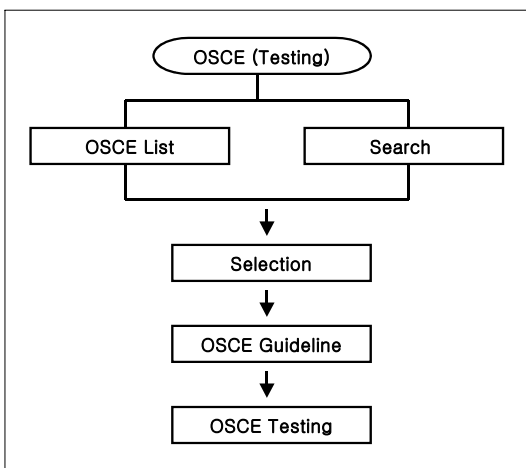 OSCE (Testing)
OSCE List
Search
Selection
OSCE Guideline
OSCE Testing